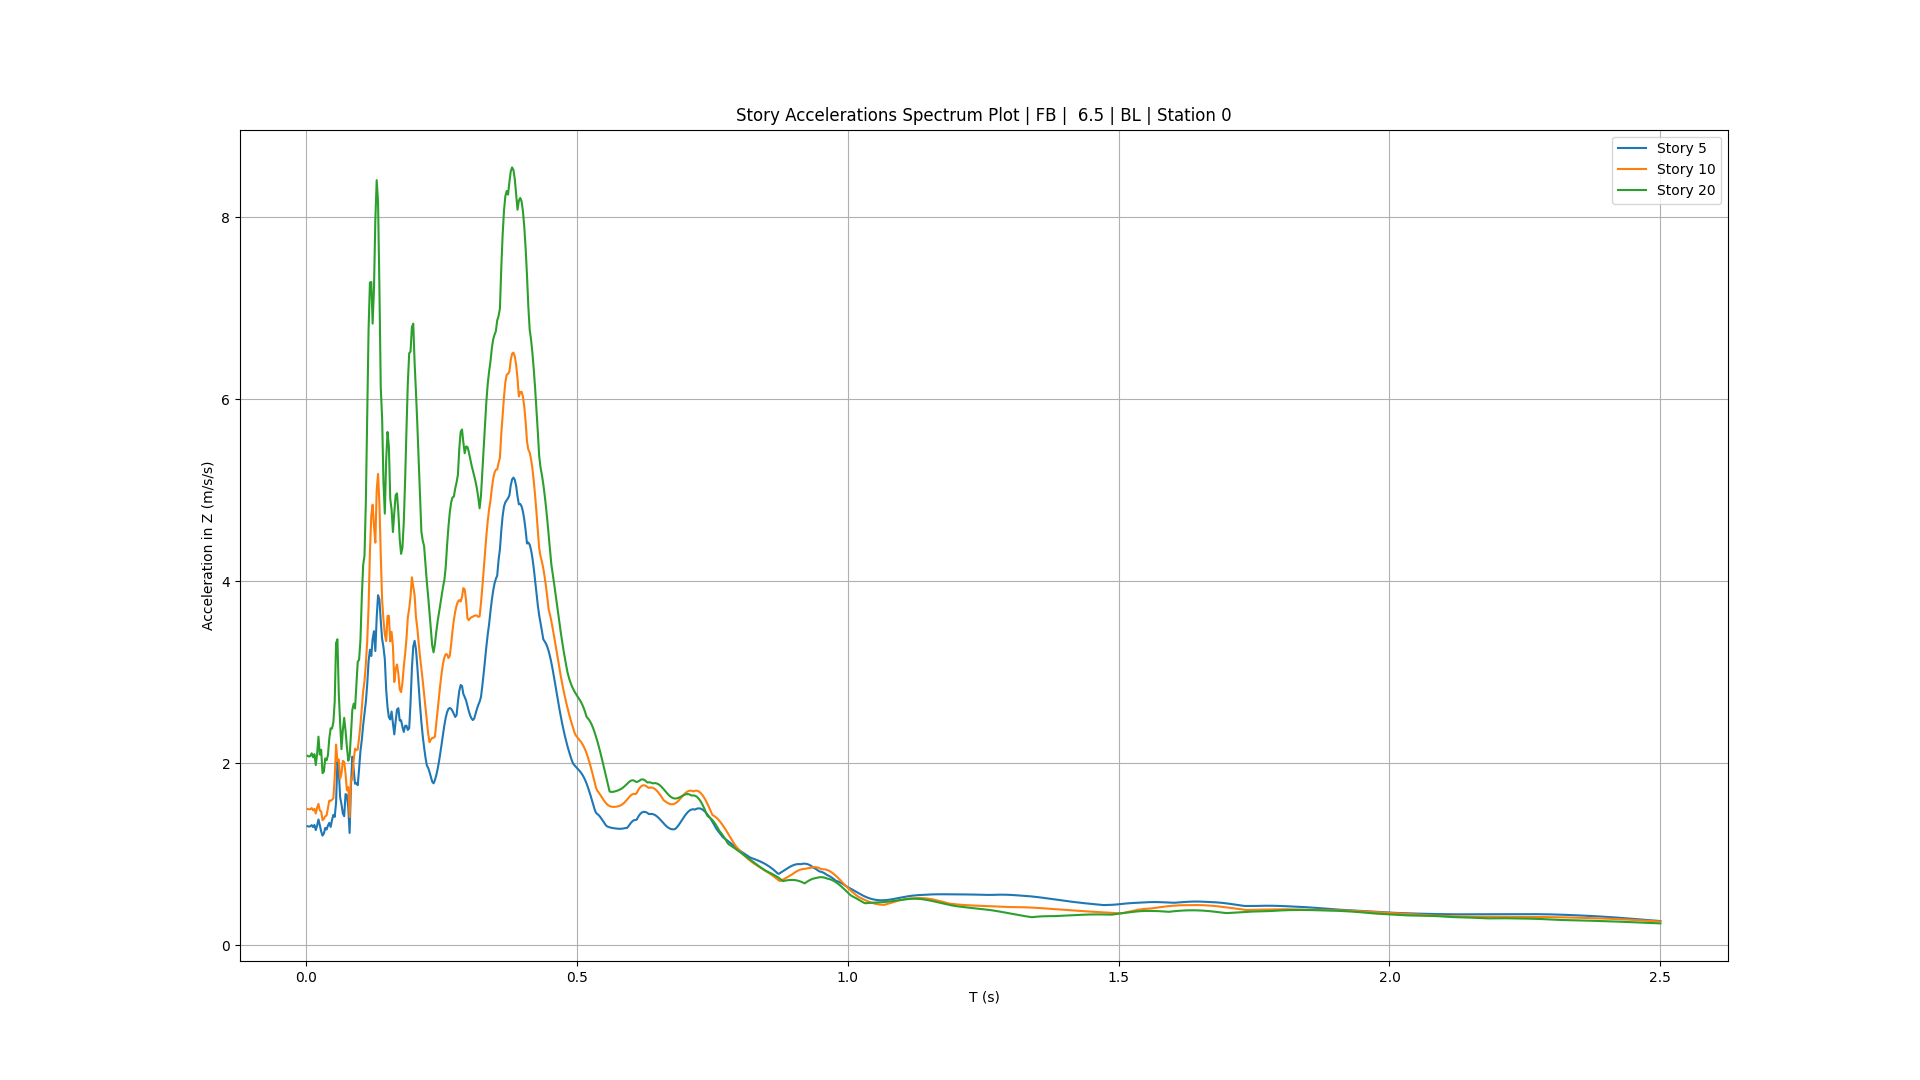 Story Accelerations Spectrum Plot | FB |  6.5 | BL | Station 0
Story 5
Story 10
Story 20
Acceleration in Z (m/s/s)
8
6
4
2
0
0.0 0.5 1.0 1.5 2.0 2.5
T (s)